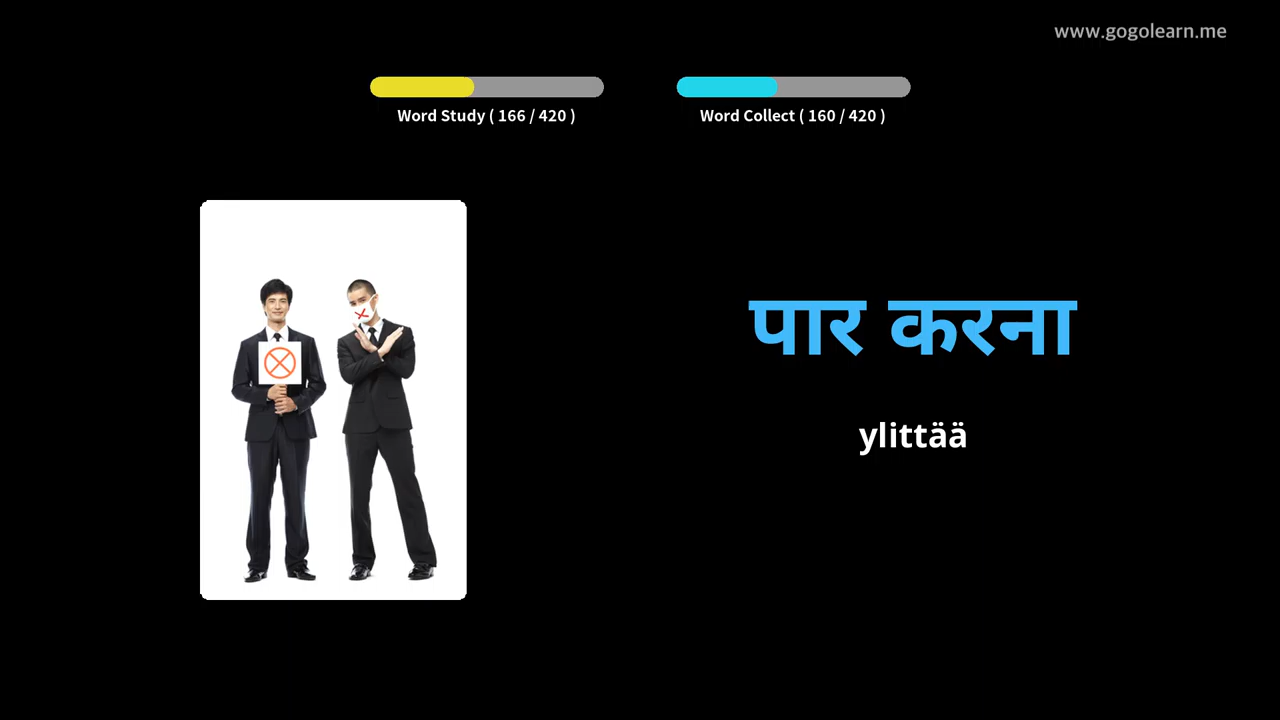 www.gogolearn.me
Word Study ( 166 / 420 )
Word Collect ( 160 / 420 )
पार करना
ylittää